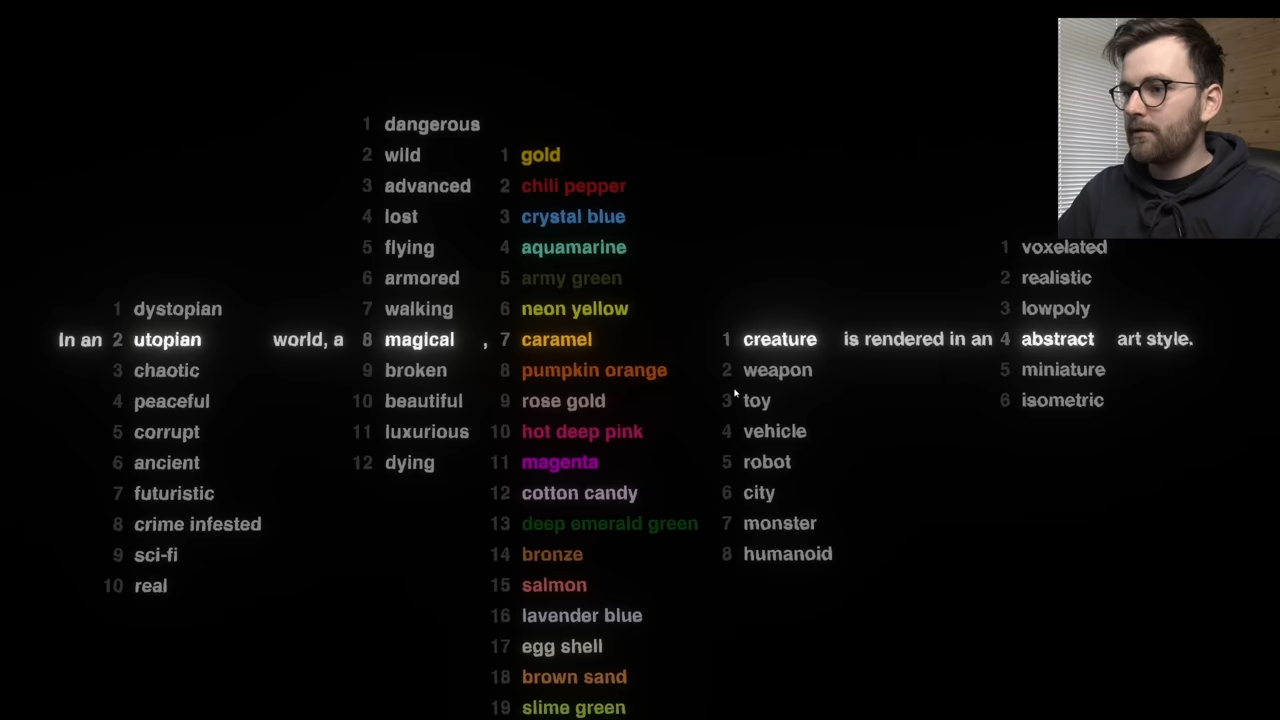 1 dangerous
2 wild 1 gold
3 advanced 2 chili pepper
4 lost 3 crystal blue
5 flying 4 aquamarine 1 voxelated
6 armored 5 army green 2 realistic
1 dystopian 7 walking 6 neon yellow 3 lowpoly
In an 2 utopian world, a 8 magical , 7 caramel 1 creature is rendered in an 4 abstract art style.
3 chaotic 9 broken 8 pumpkin orange 2 weapon 5 miniature
4 peaceful 10 beautiful 9 rose gold 3 toy 6 isometric
5 corrupt 11 luxurious 10 hot deep pink 4 vehicle
6 ancient 12 dying 11 magenta 5 robot
7 futuristic 12 cotton candy 6 city
8 crime infested 13 deep emerald green 7 monster
9 sci-fi 14 bronze 8 humanoid
10 real 15 salmon
16 lavender blue
17 egg shell
18 brown sand
19 slime green